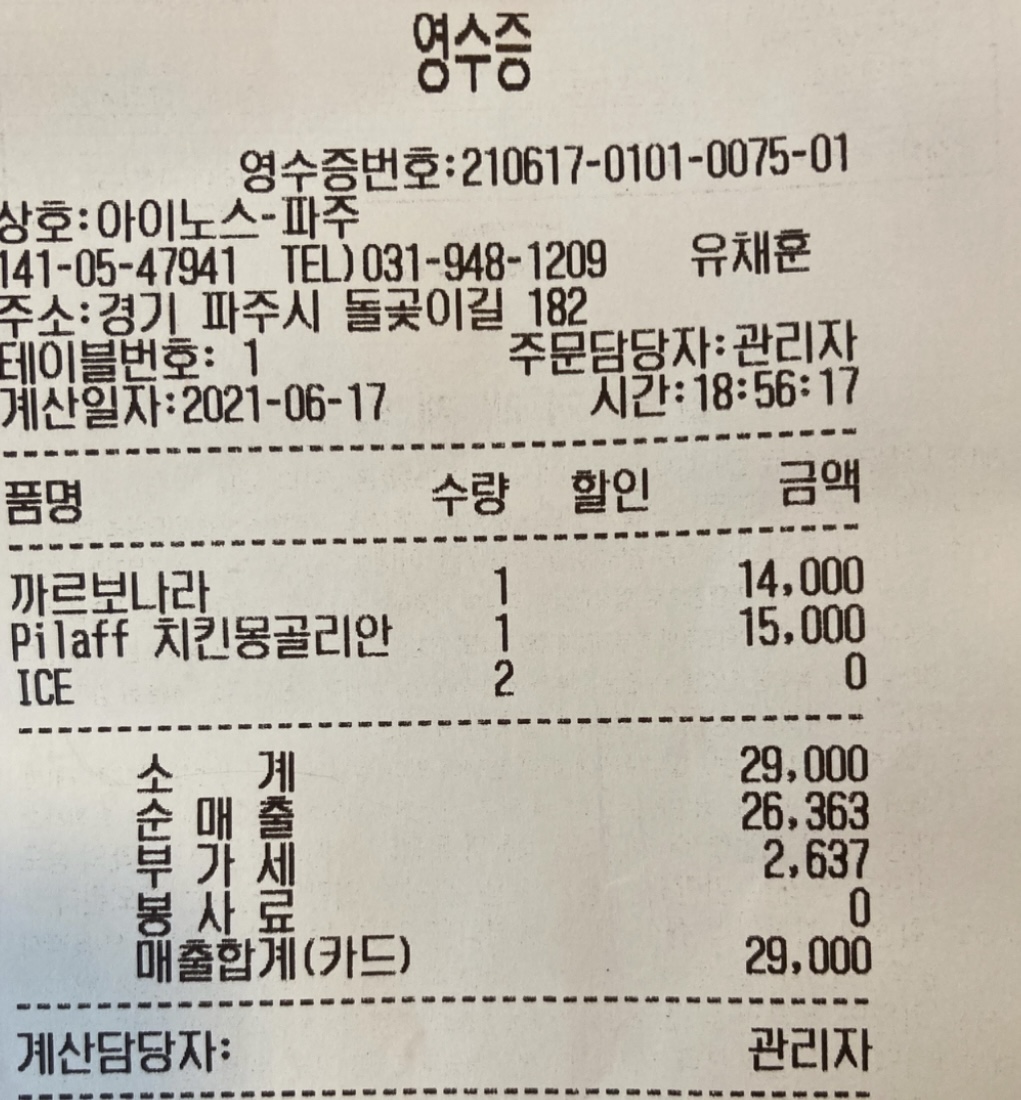 영수증
영수증번호:210617-0101-0075-01
상호:아이노스-파주
141-05-47941 TEL)031-948-1209 유채훈
주소:경기 파주시 돌곶이길 182
테이블번호: 1 주문담당자:관리자
계산일자:2021-06-17 시간:18:56:17
품명 수량 할인 금액
까르보나라 1 14,000
Pilaff 치킨몽골리안 1 15,000
ICE 2 0
소 계 29,000
순 매 출 26,363
부 가 세 2,637
봉 사 료 0
매출합계(카드) 29,000
계산담당자: 관리자